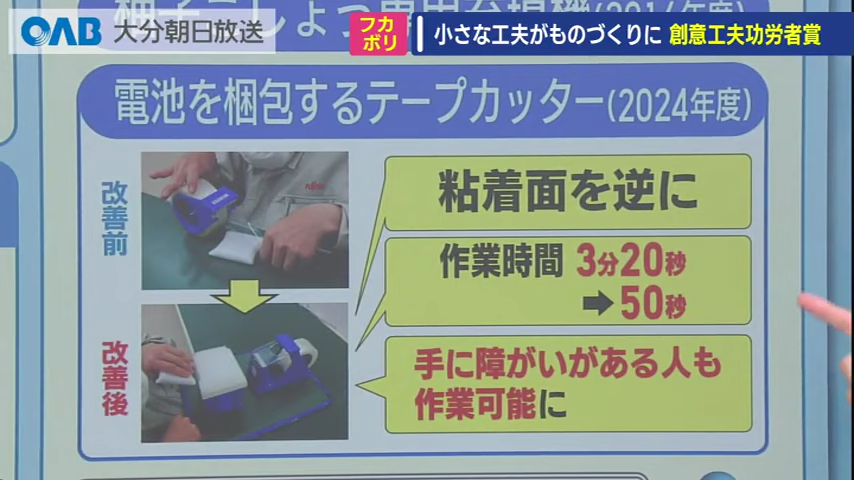 OAB 大分朝日放送
フカボリ
小さな工夫がものづくりに 創意工夫功労者賞
電池を梱包するテープカッター(2024年度)
改善前
粘着面を逆に
作業時間 3分20秒
➡50秒
改善後
手に障がいがある人も
作業可能に